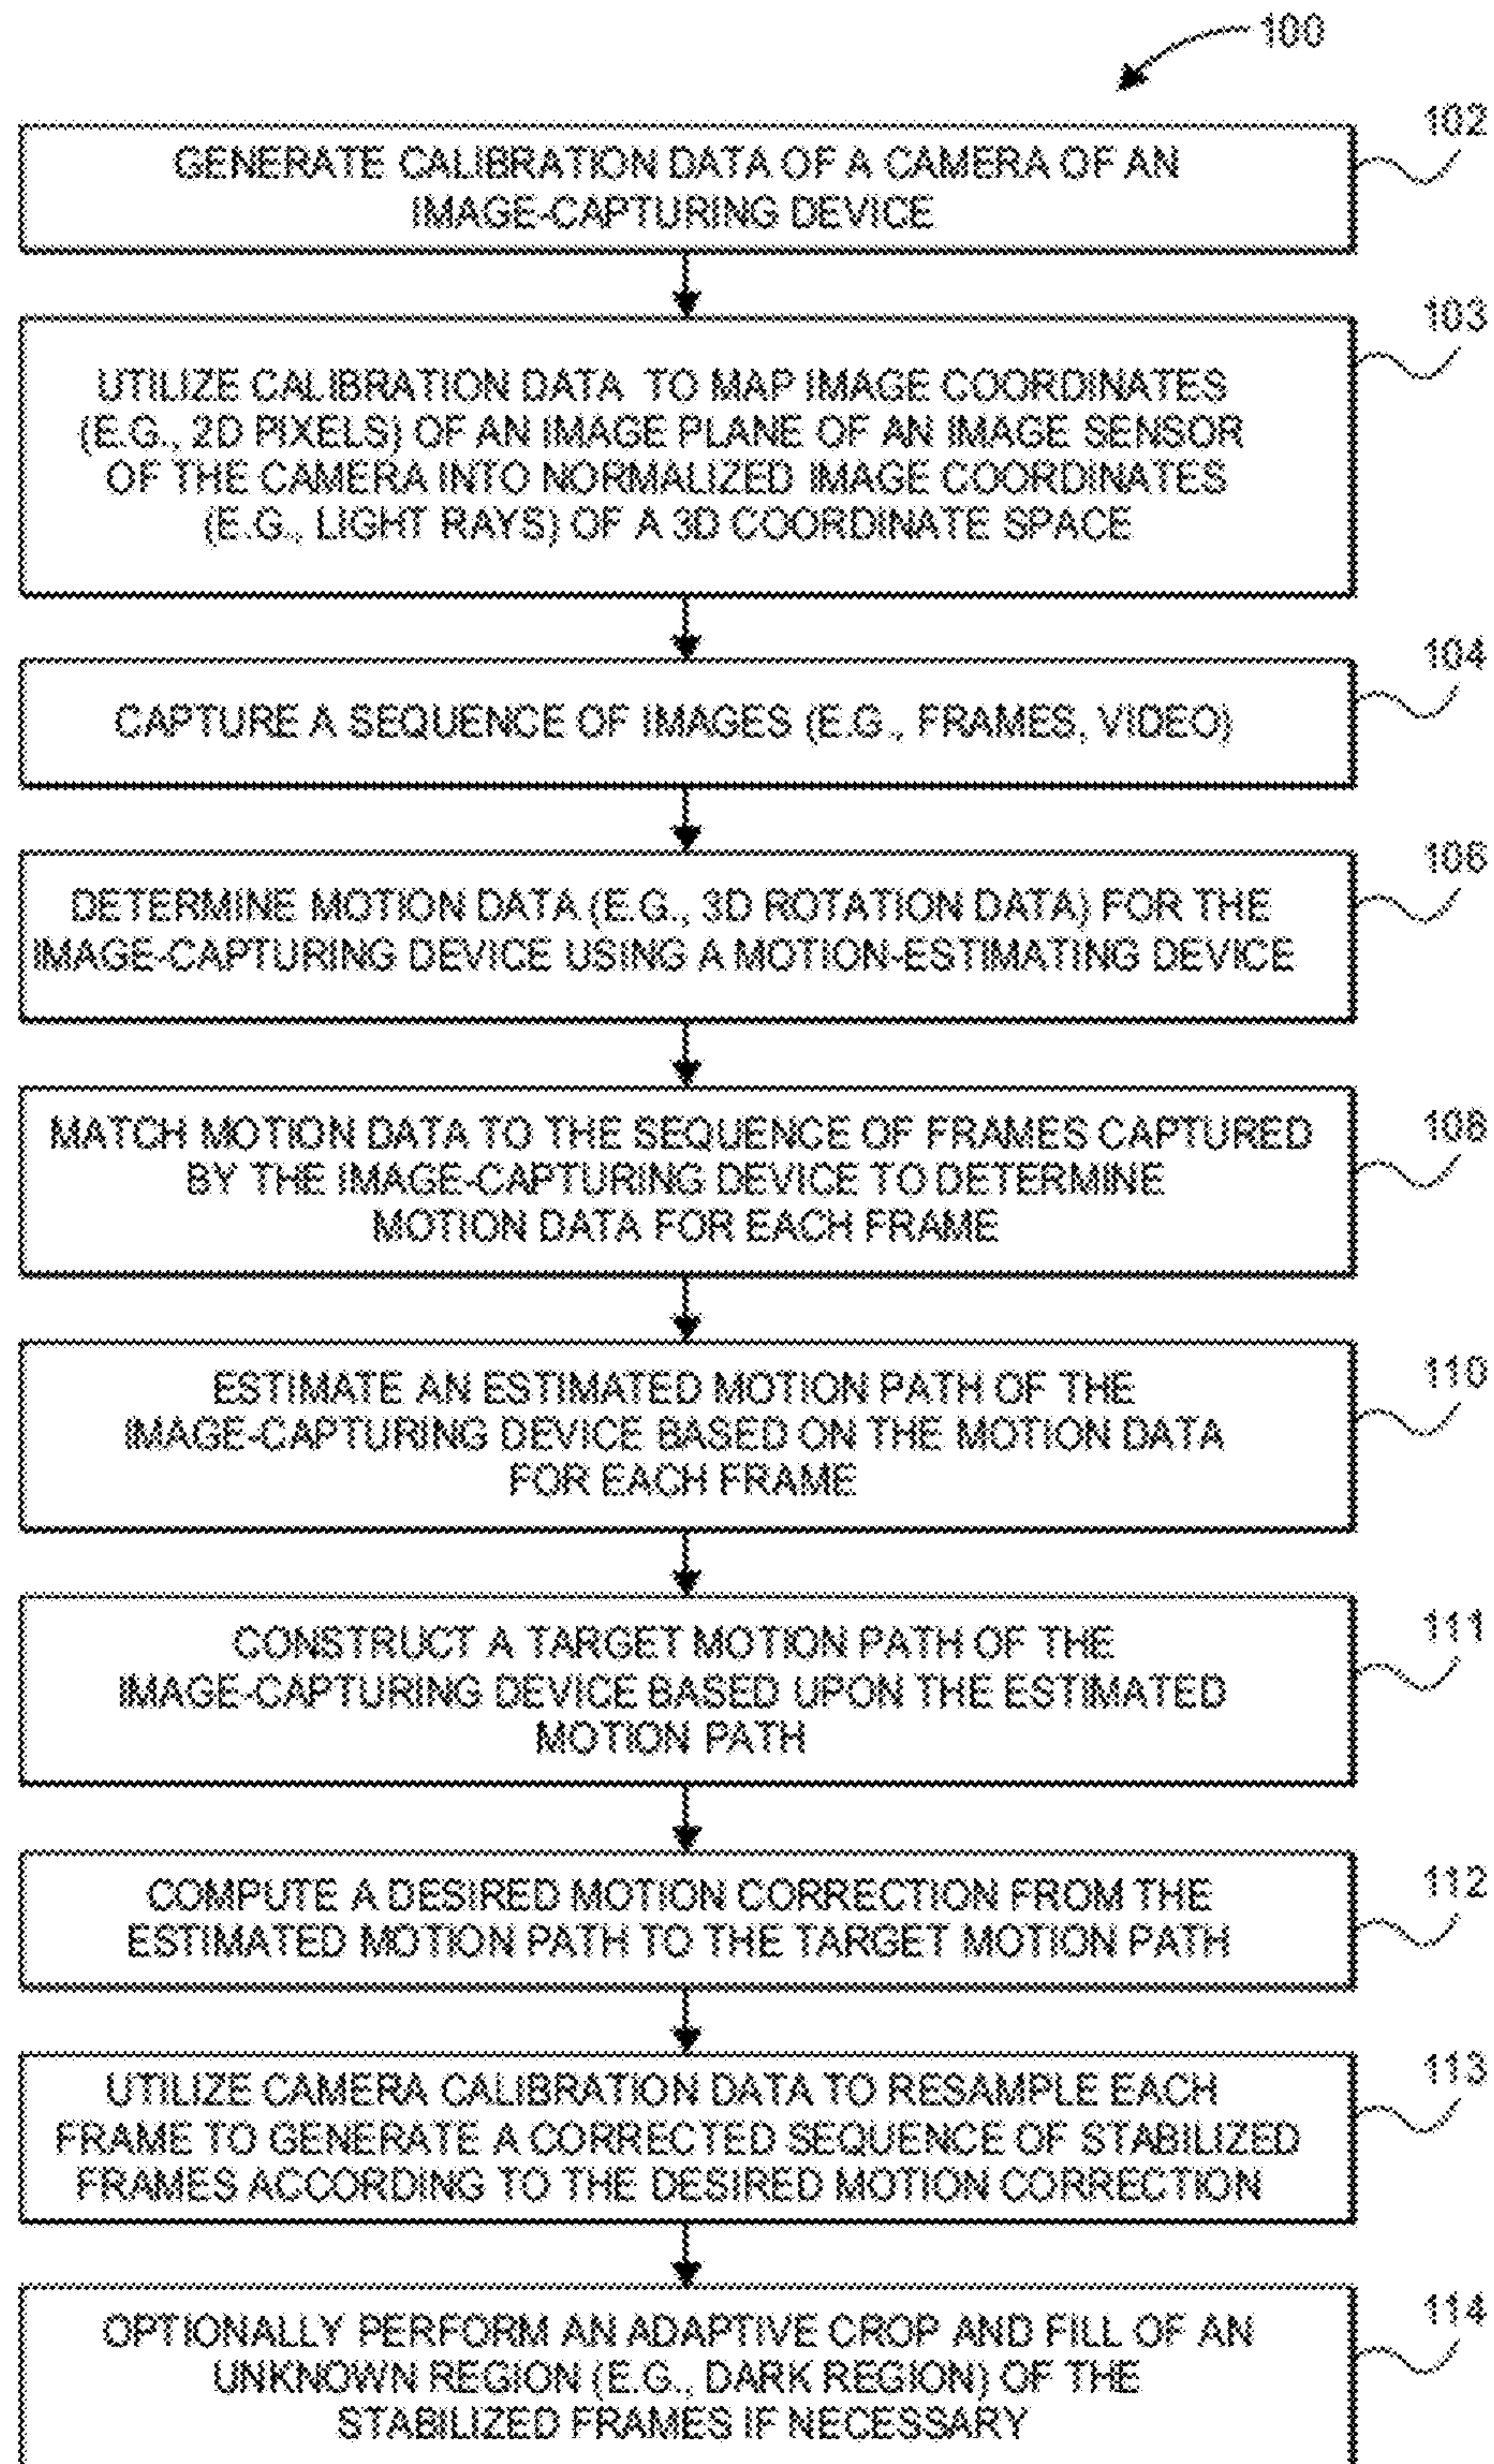 100
102
GENERATE CALIBRATION DATA OF A CAMERA OF AN
IMAGE-CAPTURING DEVICE
103
UTILIZE CALIBRATION DATA TO MAP IMAGE COORDINATES
(E.G., 2D PIXELS) OF AN IMAGE PLANE OF AN IMAGE SENSOR
OF THE CAMERA INTO NORMALIZED IMAGE COORDINATES
(E.G., LIGHT RAYS) OF A 3D COORDINATE SPACE
104
CAPTURE A SEQUENCE OF IMAGES (E.G., FRAMES, VIDEO)
106
DETERMINE MOTION DATA (E.G., 3D ROTATION DATA) FOR THE
IMAGE-CAPTURING DEVICE USING A MOTION-ESTIMATING DEVICE
108
MATCH MOTION DATA TO THE SEQUENCE OF FRAMES CAPTURED
BY THE IMAGE-CAPTURING DEVICE TO DETERMINE
MOTION DATA FOR EACH FRAME
110
ESTIMATE AN ESTIMATED MOTION PATH OF THE
IMAGE-CAPTURING DEVICE BASED ON THE MOTION DATA
FOR EACH FRAME
111
CONSTRUCT A TARGET MOTION PATH OF THE
IMAGE-CAPTURING DEVICE BASED UPON THE ESTIMATED
MOTION PATH
112
COMPUTE A DESIRED MOTION CORRECTION FROM THE
ESTIMATED MOTION PATH TO THE TARGET MOTION PATH
113
UTILIZE CAMERA CALIBRATION DATA TO RESAMPLE EACH
FRAME TO GENERATE A CORRECTED SEQUENCE OF STABILIZED
FRAMES ACCORDING TO THE DESIRED MOTION CORRECTION
114
OPTIONALLY PERFORM AN ADAPTIVE CROP AND FILL OF AN
UNKNOWN REGION (E.G., DARK REGION) OF THE
STABILIZED FRAMES IF NECESSARY